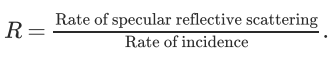 R = Rate of specular reflective scattering / Rate of incidence.